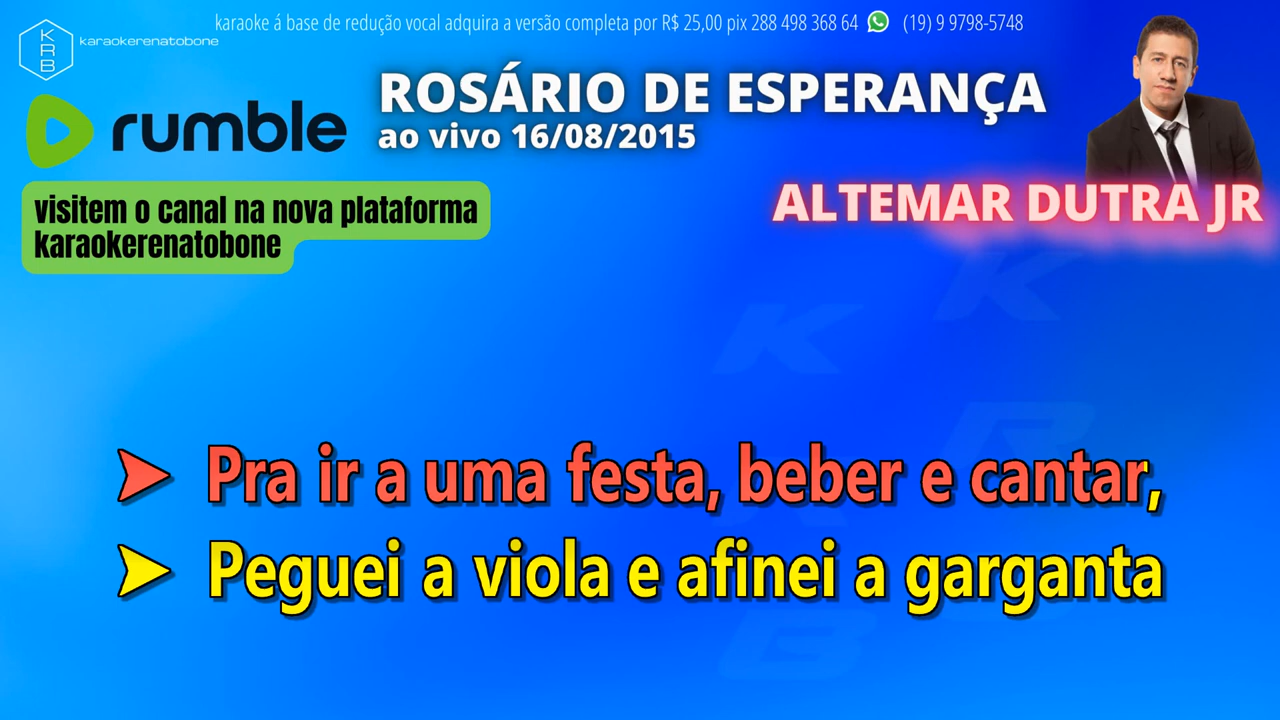 karaoke á base de redução vocal adquira a versão completa por R$ 25,00 pix 288 498 368 64 (19) 9 9798-5748
K
R
B
karaokerenatobone
rumble
ROSÁRIO DE ESPERANÇA
ao vivo 16/08/2015
ALTEMAR DUTRA JR
visitem o canal na nova plataforma
karaokerenatobone
K
K
R
R
B
Pra ir a uma festa, beber e cantar,
Peguei a viola e afinei a garganta